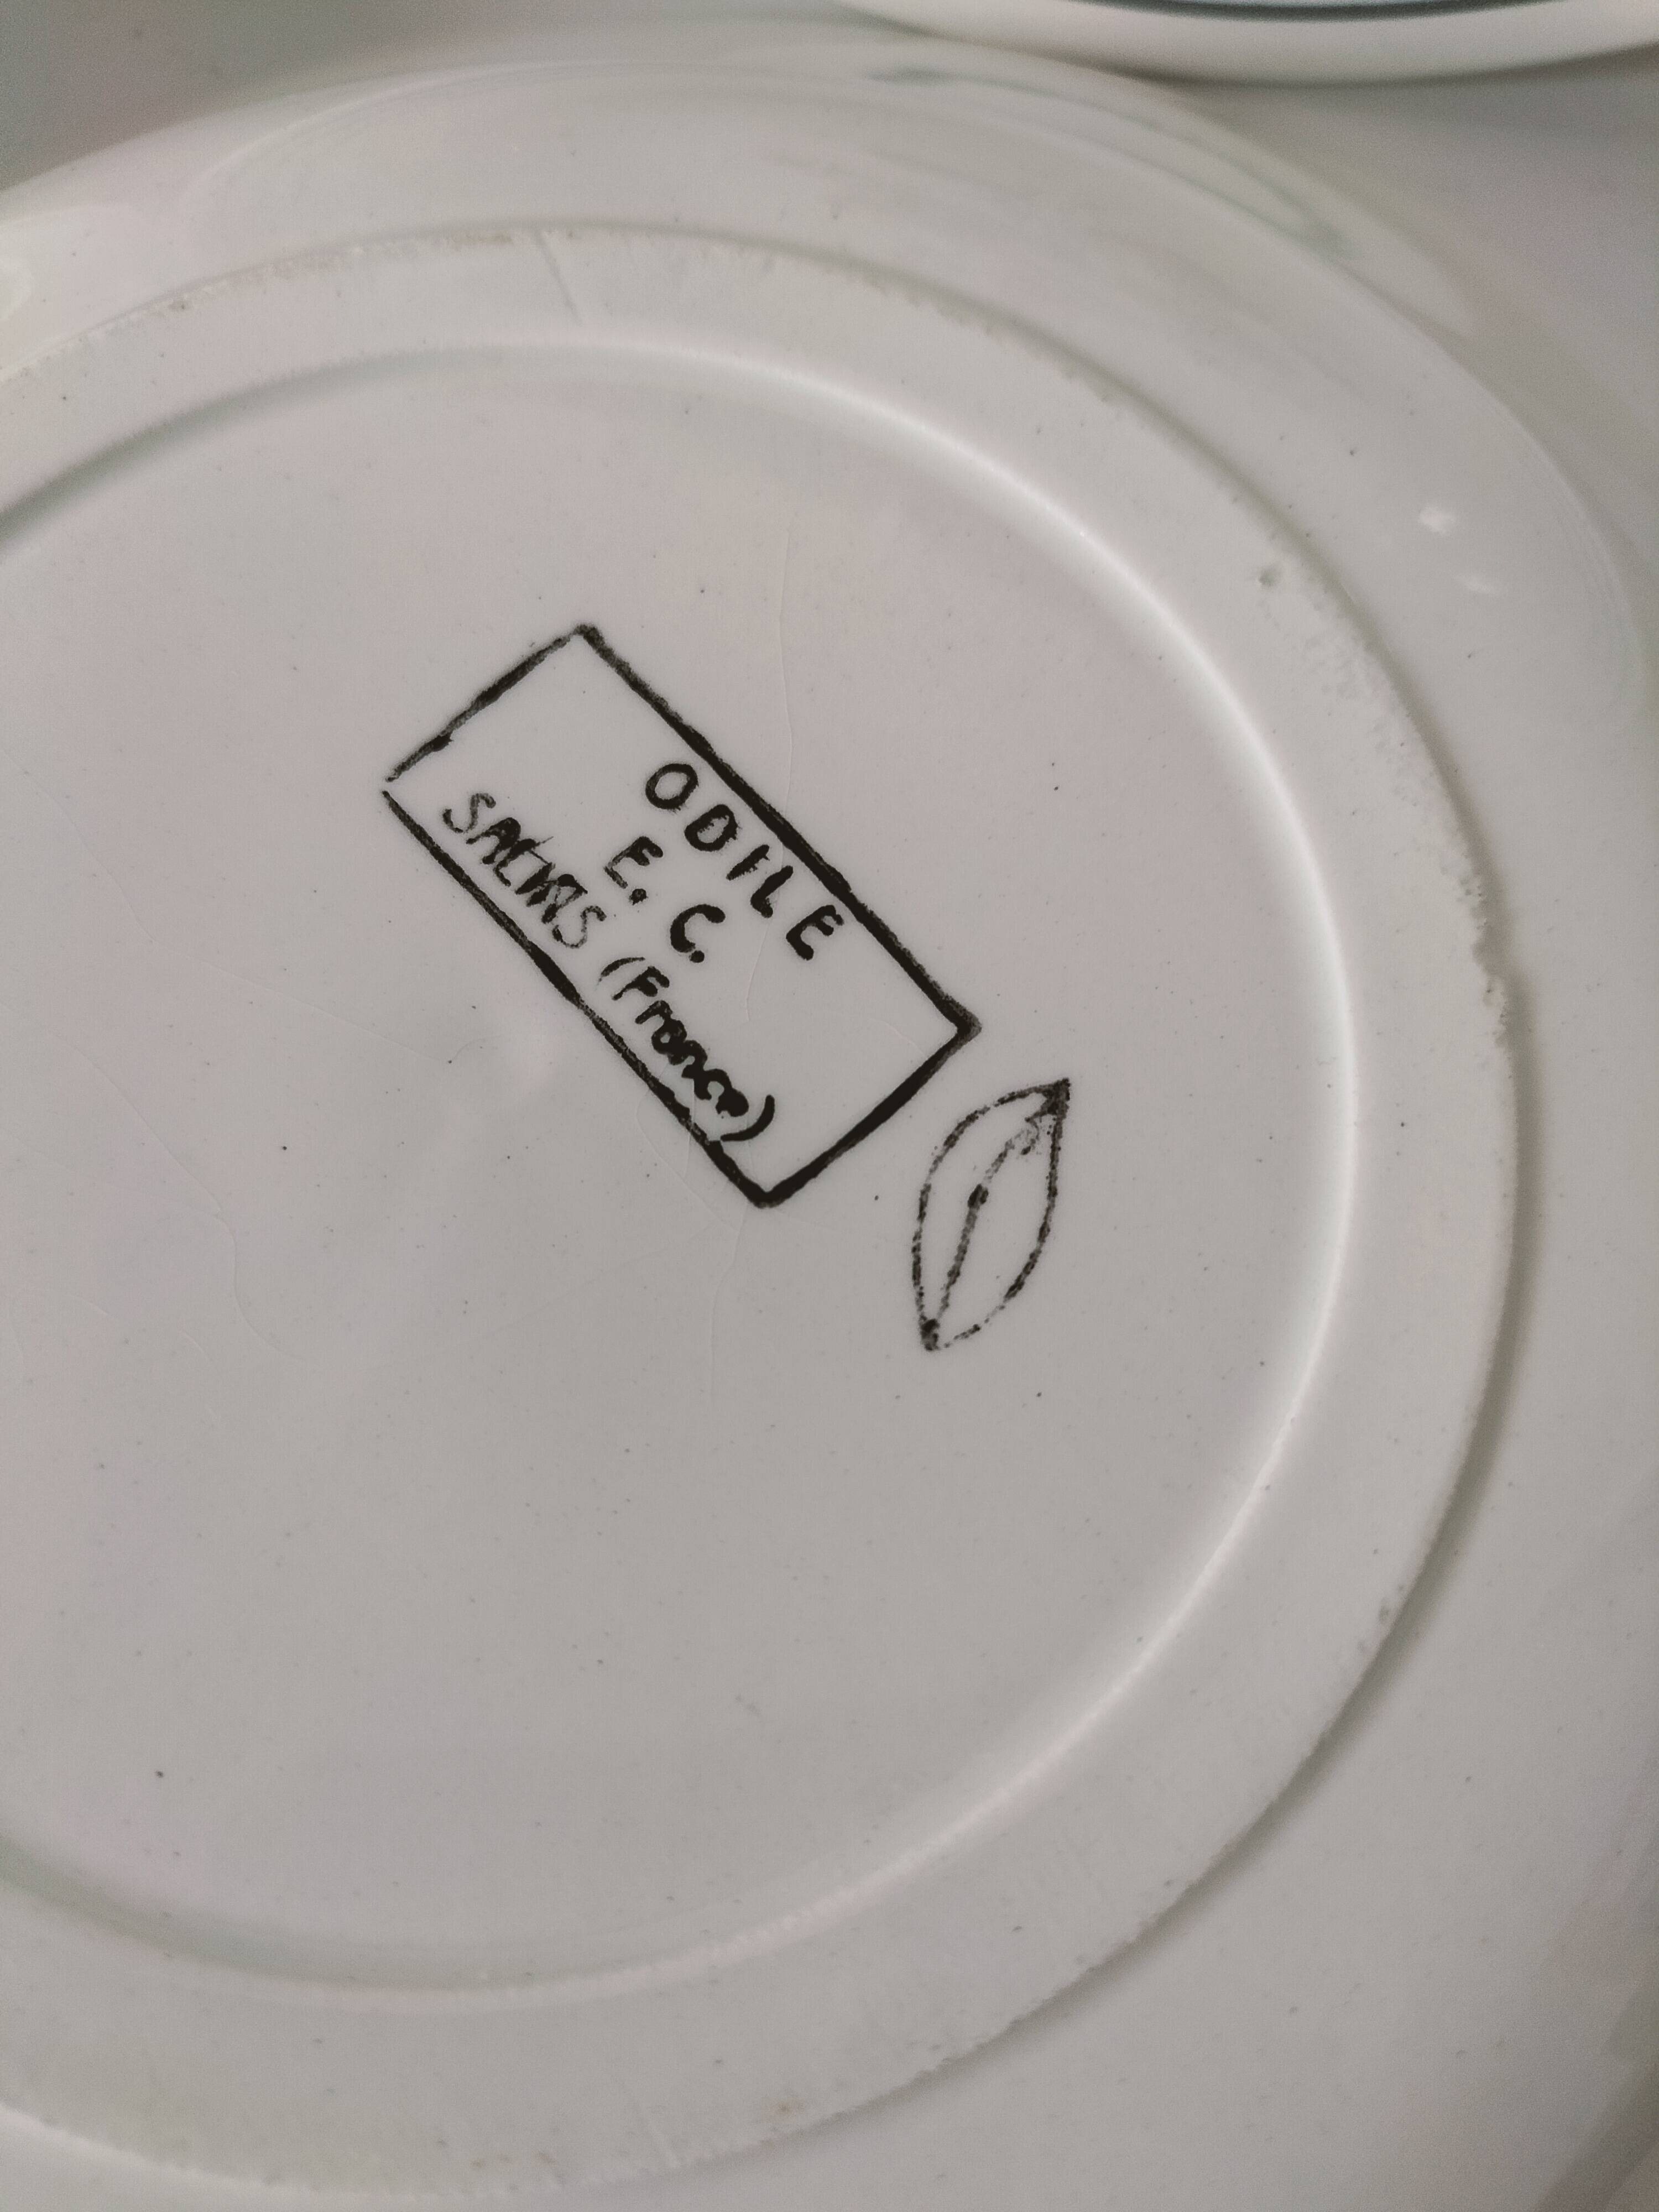 ODILE
E. C.
SALINS (France)